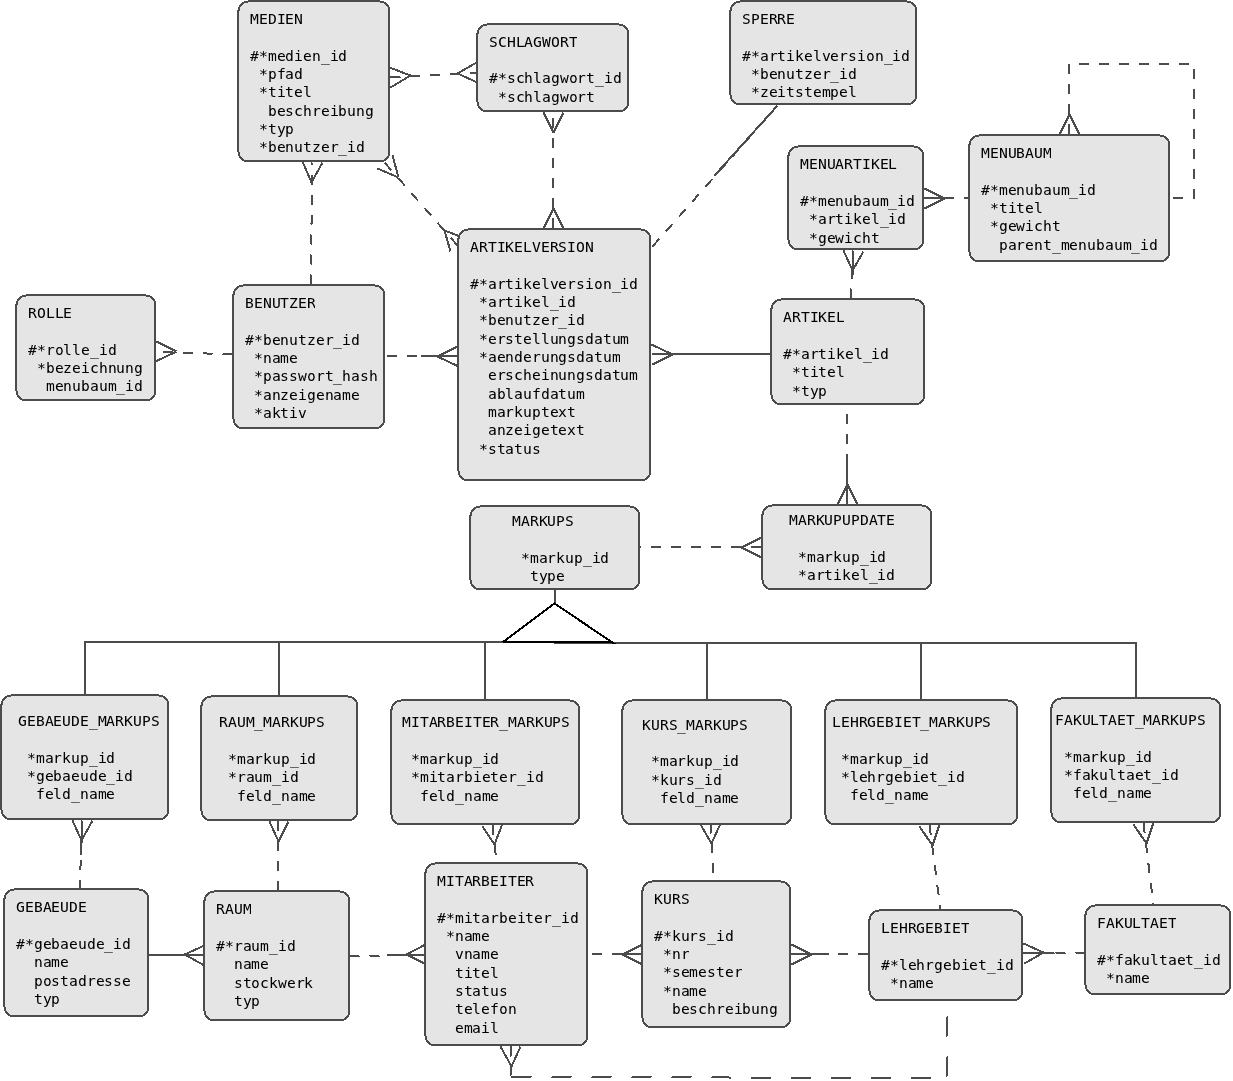 MEDIEN
#*medien_id
*pfad
*titel
beschreibung
*typ
*benutzer_id
SCHLAGWORT
#*schlagwort_id
*schlagwort
SPERRE
#*artikelversion_id
*benutzer_id
*zeitstempel
MENUARTIKEL
#*menubaum_id
*artikel_id
*gewicht
MENUBAUM
#*menubaum_id
*titel
*gewicht
parent_menubaum_id
ROLLE
#*rolle_id
*bezeichnung
menubaum_id
BENUTZER
#*benutzer_id
*name
*passwort_hash
*anzeigename
*aktiv
ARTIKELVERSION
#*artikelversion_id
*artikel_id
*benutzer_id
*erstellungsdatum
*aenderungsdatum
erscheinungsdatum
ablaufdatum
markuptext
anzeigetext
*status
ARTIKEL
#*artikel_id
*titel
*typ
MARKUPS
*markup_id
type
MARKUPUPDATE
*markup_id
*artikel_id
GEBAEUDE_MARKUPS
*markup_id
*gebaeude_id
feld_name
RAUM_MARKUPS
*markup_id
*raum_id
feld_name
MITARBEITER_MARKUPS
*markup_id
*mitarbieter_id
feld_name
KURS_MARKUPS
*markup_id
*kurs_id
feld_name
LEHRGEBIET_MARKUPS
*markup_id
*lehrgebiet_id
feld_name
FAKULTAET_MARKUPS
*markup_id
*fakultaet_id
feld_name
GEBAEUDE
#*gebaeude_id
name
postadresse
typ
RAUM
#*raum_id
name
stockwerk
typ
MITARBEITER
#*mitarbeiter_id
*name
vname
titel
status
telefon
email
KURS
#*kurs_id
*nr
*semester
*name
beschreibung
LEHRGEBIET
#*lehrgebiet_id
*name
FAKULTAET
#*fakultaet_id
*name